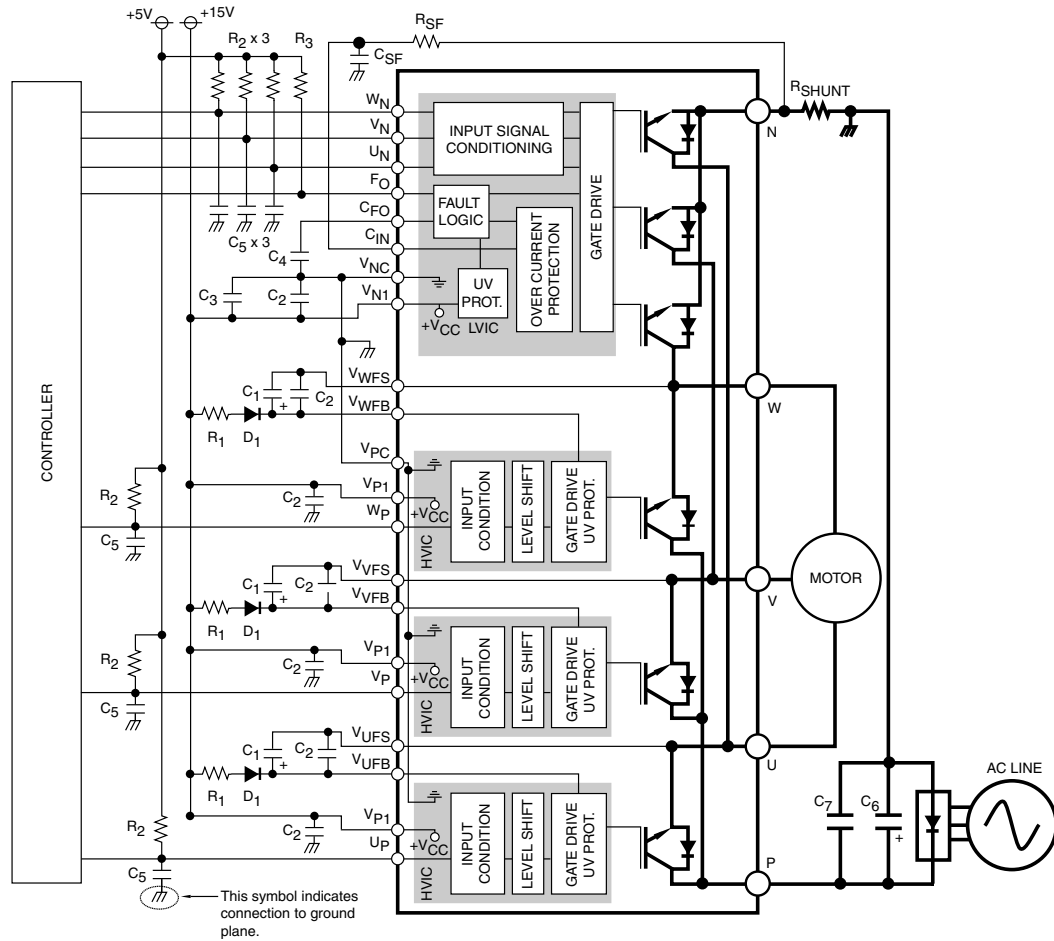 +5V
+15V
R2 x 3
R3
RSF
CSF
RSHUNT
CONTROLLER
WN
VN
UN
FO
CFO
CIN
VNC
VN1
C5 x 3
C4
C3
C2
INPUT SIGNAL
CONDITIONING
FAULT
LOGIC
UV
PROT.
LVIC
+VCC
OVER CURRENT
PROTECTION
GATE DRIVE
N
C1
+
C2
VWFS
VWFB
R1
D1
W
VPC
VP1
WP
R2
C2
C5
+VCC
HVIC
INPUT
CONDITION
LEVEL SHIFT
GATE DRIVE
UV PROT.
MOTOR
C1
+
C2
VVFS
VVFB
R1
D1
V
VP1
VP
R2
C2
C5
+VCC
HVIC
INPUT
CONDITION
LEVEL SHIFT
GATE DRIVE
UV PROT.
C1
+
C2
VUFS
VUFB
R1
D1
U
VP1
UP
R2
C2
C5
+VCC
HVIC
INPUT
CONDITION
LEVEL SHIFT
GATE DRIVE
UV PROT.
P
C7
C6
+
AC LINE
This symbol indicates
connection to ground
plane.